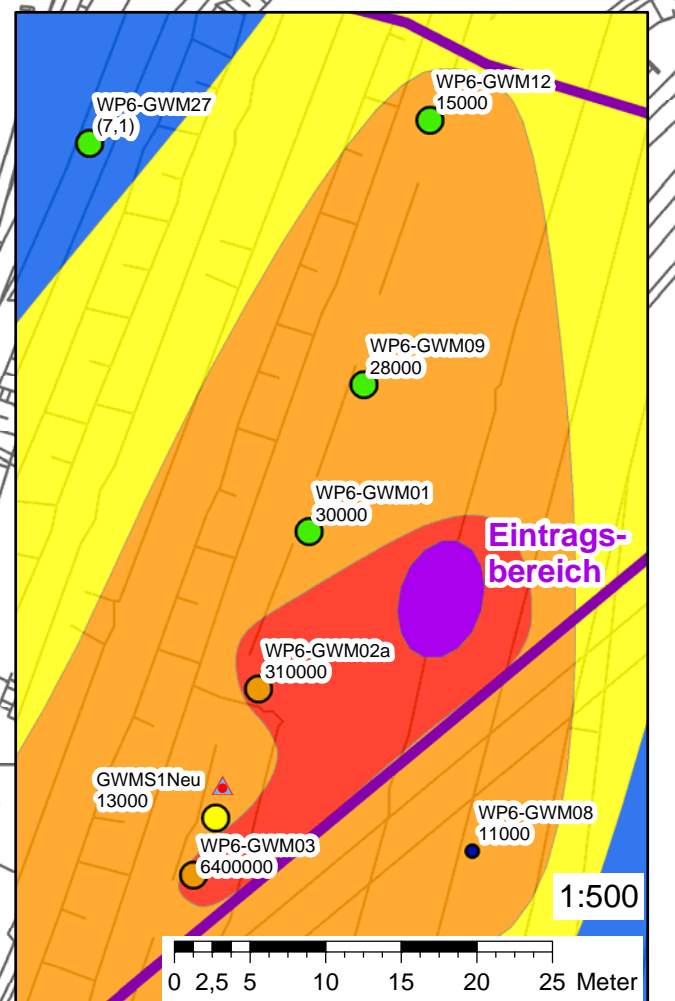 WP6-GWM27
(7,1)
WP6-GWM12
15000
WP6-GWM09
28000
WP6-GWM01
30000
Eintrags-
bereich
WP6-GWM02a
310000
GWMS1Neu
13000
WP6-GWM03
6400000
WP6-GWM08
11000
1:500
0 2,5 5 10 15 20 25 Meter